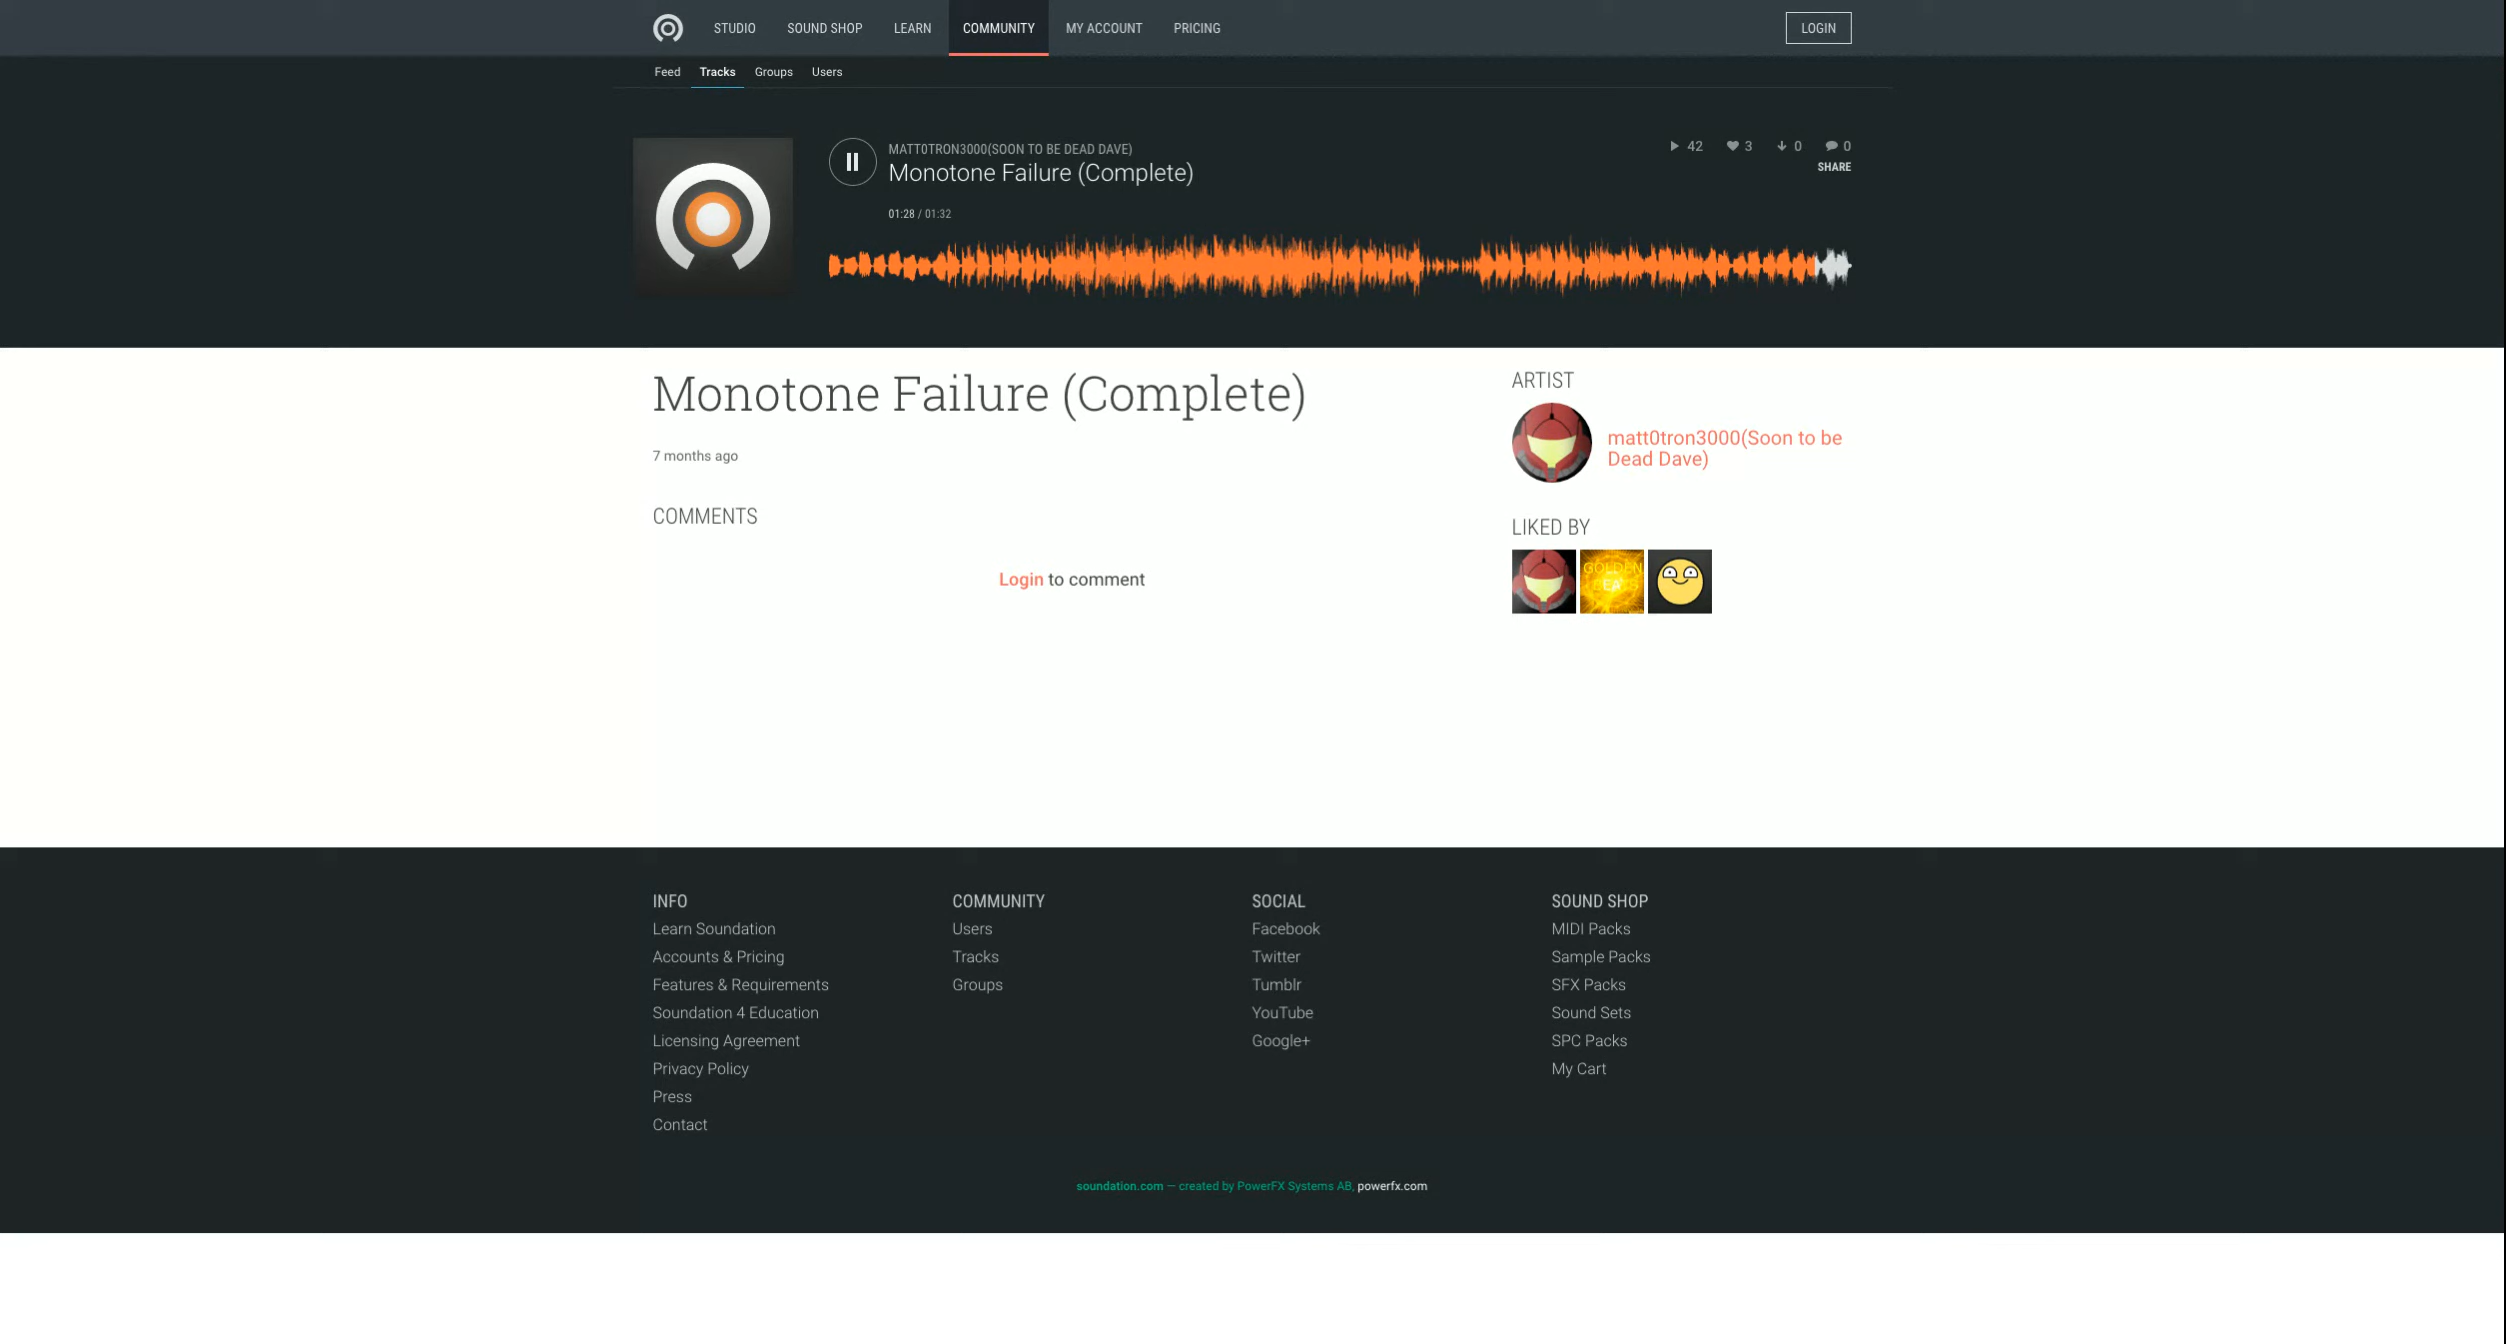 STUDIO SOUND SHOP LEARN COMMUNITY MY ACCOUNT PRICING LOGIN
Feed Tracks Groups Users
MATT0TRON3000(SOON TO BE DEAD DAVE)
42 3 0 0
Monotone Failure (Complete)
SHARE
01:28 / 01:32
Monotone Failure (Complete)
7 months ago
COMMENTS
Login to comment
ARTIST
matt0tron3000(Soon to be
Dead Dave)
LIKED BY
GOLDEN
INFO
Learn Soundation
Accounts & Pricing
Features & Requirements
Soundation 4 Education
Licensing Agreement
Privacy Policy
Press
Contact
COMMUNITY
Users
Tracks
Groups
SOCIAL
Facebook
Twitter
Tumblr
YouTube
Google+
SOUND SHOP
MIDI Packs
Sample Packs
SFX Packs
Sound Sets
SPC Packs
My Cart
soundation.com — created by PowerFX Systems AB, powerfx.com